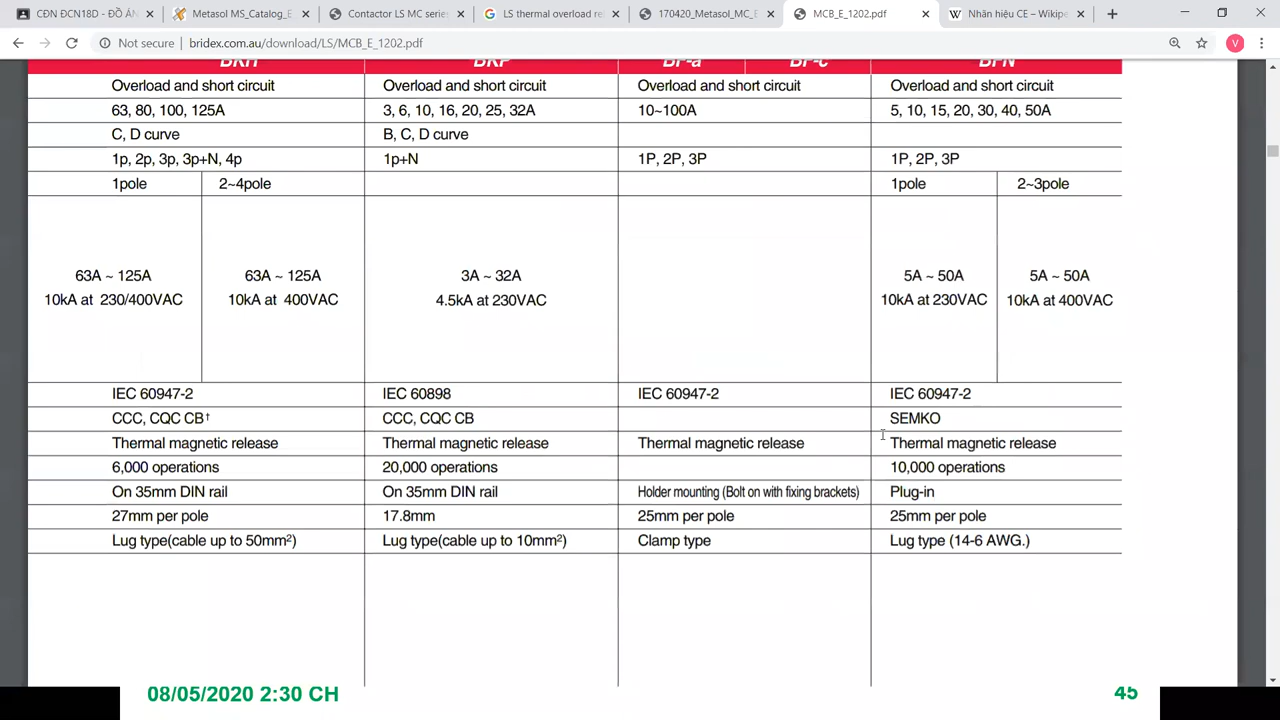 CĐN ĐCN18D - ĐỒ ÁN
Metasol MS_Catalog_E
Contactor LS MC series
LS thermal overload re
170420_Metasol_MC_E
MCB_E_1202.pdf
Nhãn hiệu CE – Wikipe
Not secure | bridex.com.au/download/LS/MCB_E_1202.pdf
V
BKH BKP BF-a BF-c BFN
Overload and short circuit Overload and short circuit Overload and short circuit Overload and short circuit
63, 80, 100, 125A 3, 6, 10, 16, 20, 25, 32A 10~100A 5, 10, 15, 20, 30, 40, 50A
C, D curve B, C, D curve
1p, 2p, 3p, 3p+N, 4p 1p+N 1P, 2P, 3P 1P, 2P, 3P
1pole 2~4pole 1pole 2~3pole
63A ~ 125A 63A ~ 125A 3A ~ 32A 5A ~ 50A 5A ~ 50A
10kA at 230/400VAC 10kA at 400VAC 4.5kA at 230VAC 10kA at 230VAC 10kA at 400VAC
IEC 60947-2 IEC 60898 IEC 60947-2 IEC 60947-2
CCC, CQC CB† CCC, CQC CB SEMKO
Thermal magnetic release Thermal magnetic release Thermal magnetic release Thermal magnetic release
6,000 operations 20,000 operations 10,000 operations
On 35mm DIN rail On 35mm DIN rail Holder mounting (Bolt on with fixing brackets) Plug-in
27mm per pole 17.8mm 25mm per pole 25mm per pole
Lug type(cable up to 50mm²) Lug type(cable up to 10mm²) Clamp type Lug type (14-6 AWG.)
08/05/2020 2:30 CH 45